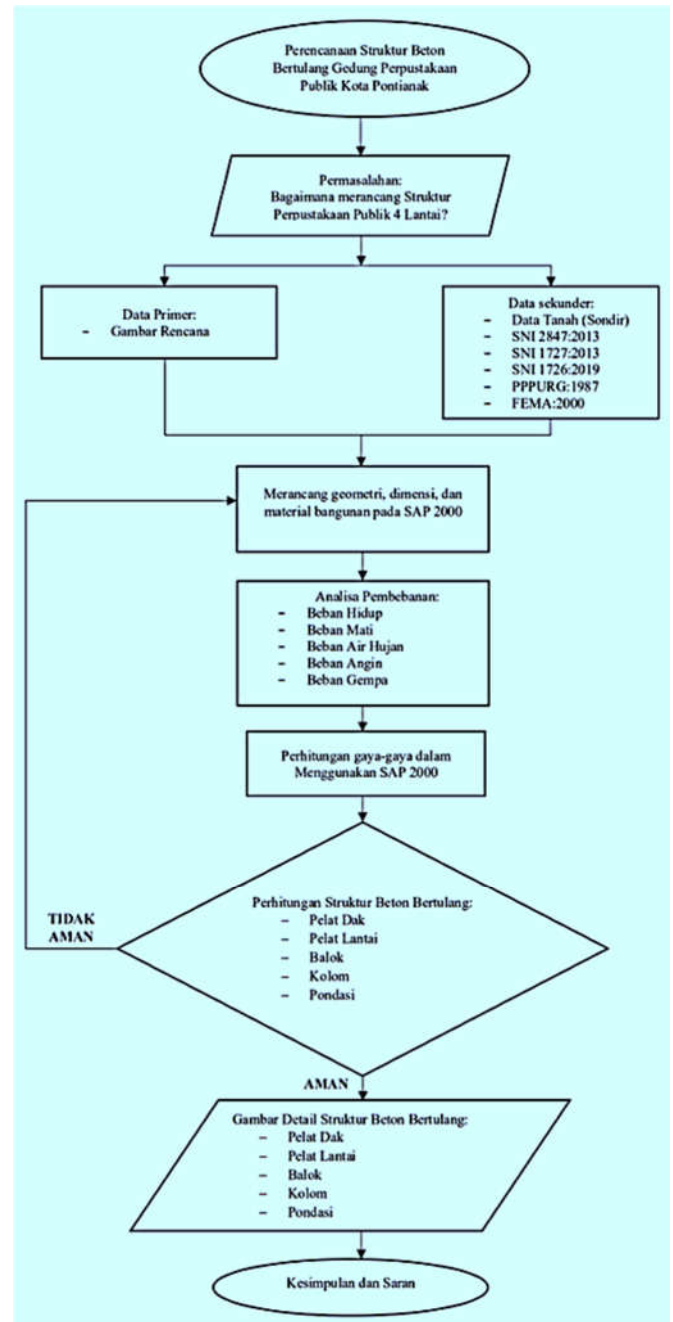 Perencanaan Struktur Beton
Bertulang Gedung Perpustakaan
Publik Kota Pontianak
Permasalahan:
Bagaimana merancang Struktur
Perpustakaan Publik 4 Lantai?
Data Primer:
- Gambar Rencana
Data sekunder:
- Data Tanah (Sondir)
- SNI 2847:2013
- SNI 1727:2013
- SNI 1726:2019
- PPPURG:1987
- FEMA:2000
Merancang geometri, dimensi, dan
material bangunan pada SAP 2000
Analisa Pembebanan:
- Beban Hidup
- Beban Mati
- Beban Air Hujan
- Beban Angin
- Beban Gempa
Perhitungan gaya-gaya dalam
Menggunakan SAP 2000
Perhitungan Struktur Beton Bertulang:
- Pelat Dak
- Pelat Lantai
- Balok
- Kolom
- Pondasi
TIDAK
AMAN
AMAN
Gambar Detail Struktur Beton Bertulang:
- Pelat Dak
- Pelat Lantai
- Balok
- Kolom
- Pondasi
Kesimpulan dan Saran